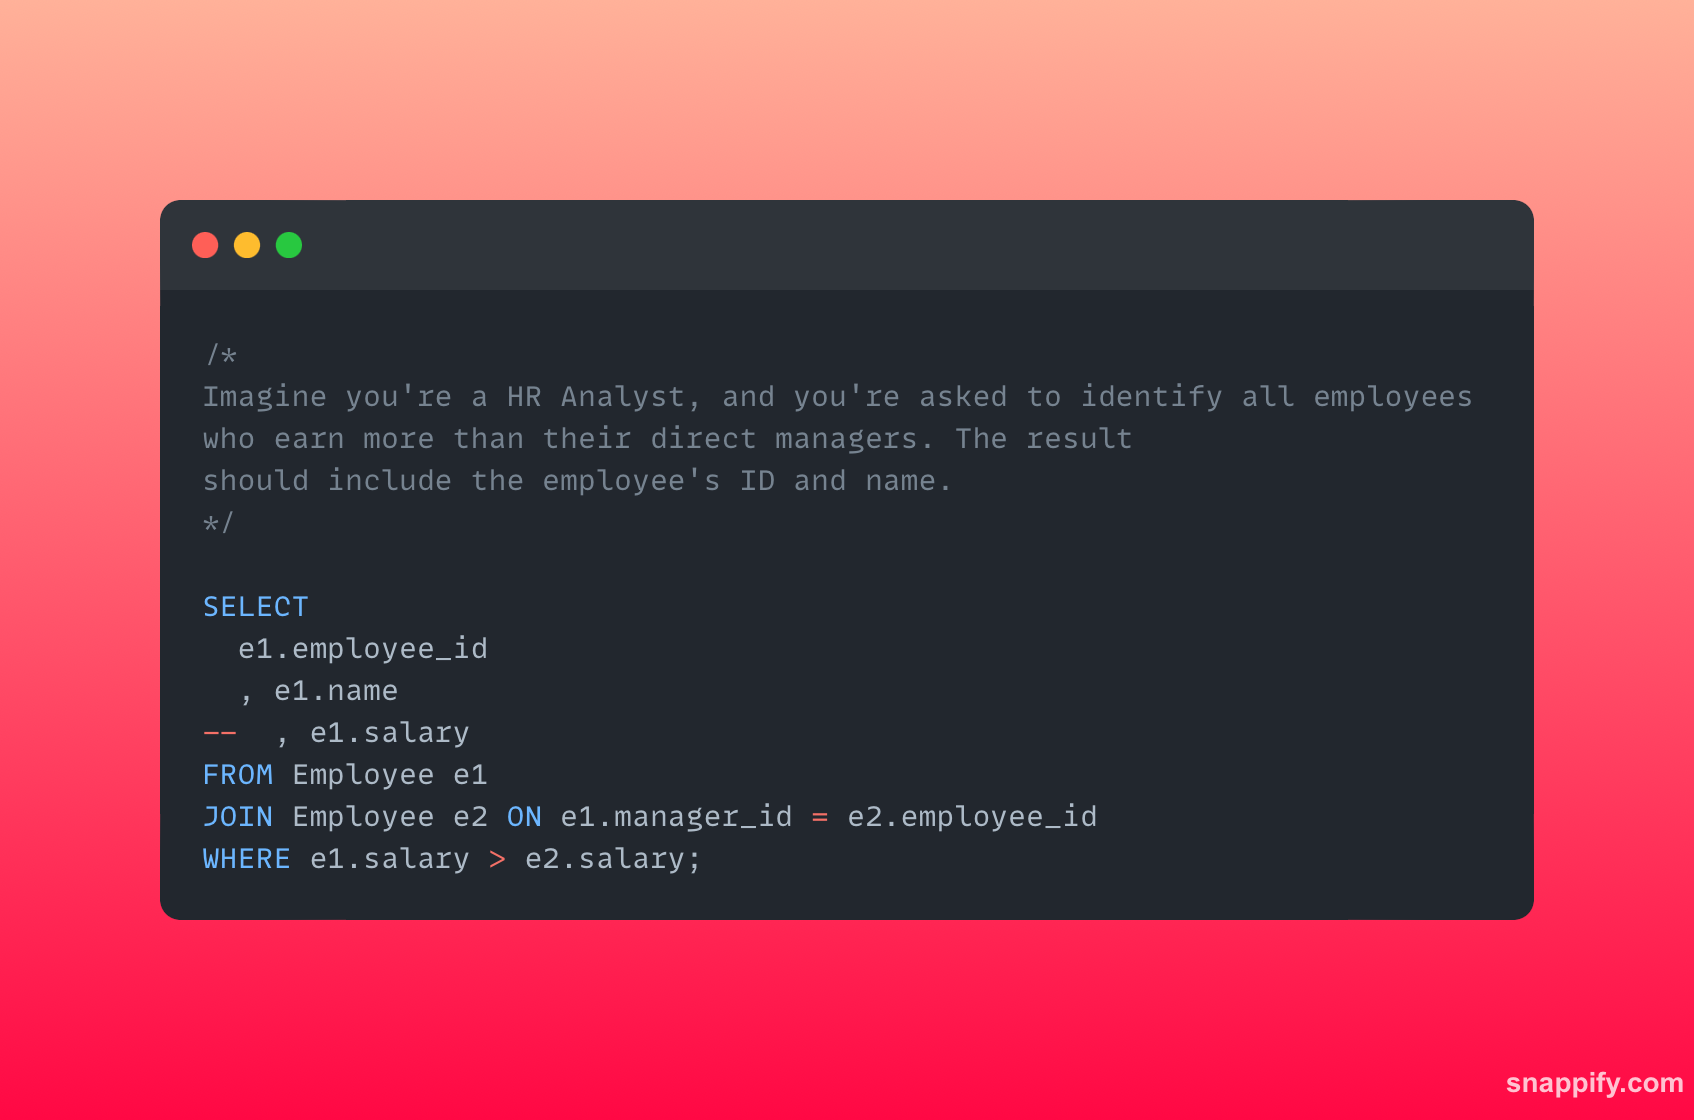 /*
Imagine you're a HR Analyst, and you're asked to identify all employees
who earn more than their direct managers. The result
should include the employee's ID and name.
*/

SELECT
  e1.employee_id
  , e1.name
--  , e1.salary
FROM Employee e1
JOIN Employee e2 ON e1.manager_id = e2.employee_id
WHERE e1.salary > e2.salary;
snappify.com